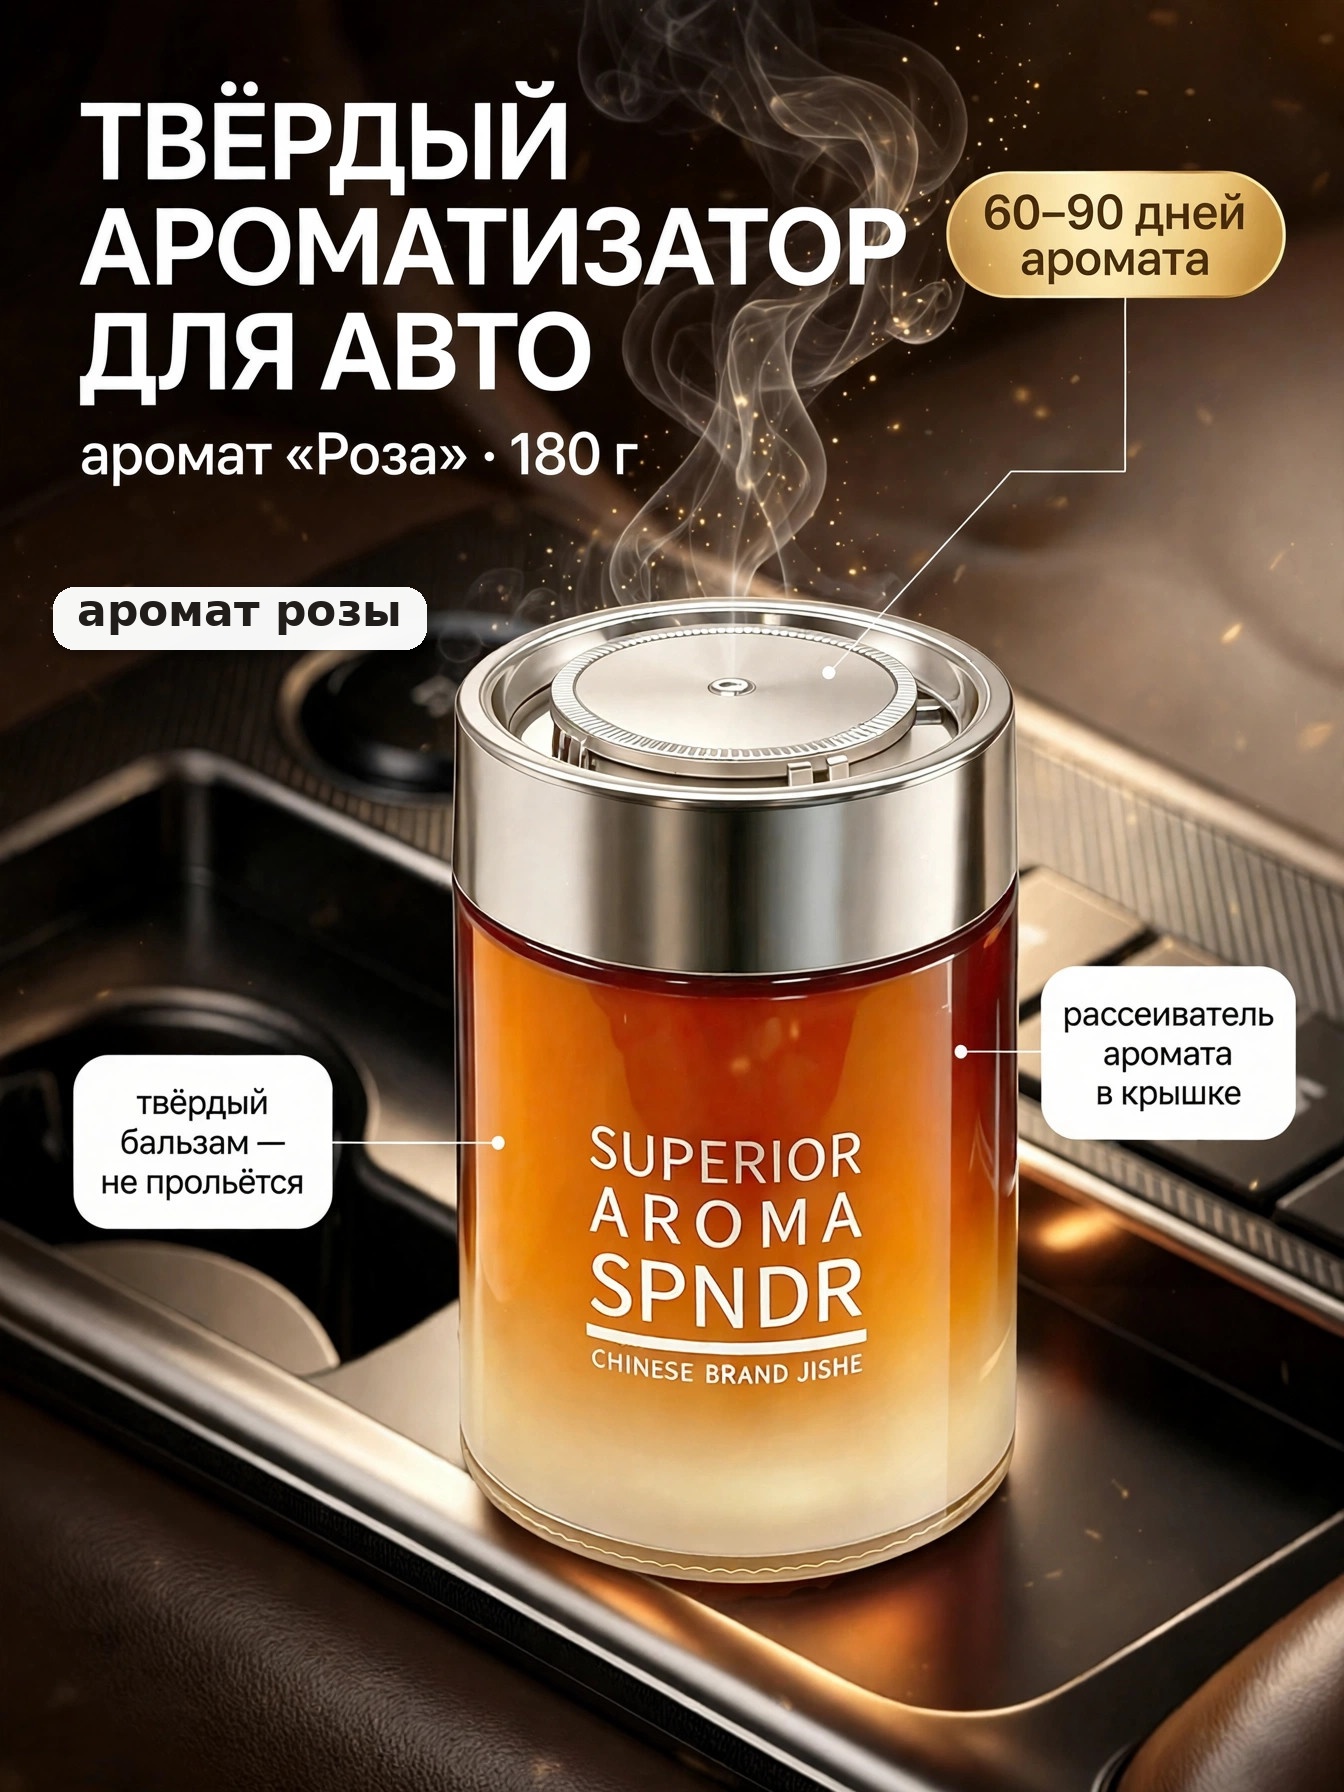 ТВЁРДЫЙ
АРОМАТИЗАТОР
ДЛЯ АВТО
аромат «Роза» · 180 г
60–90 дней
аромата
аромат розы
рассеиватель
аромата
в крышке
твёрдый
бальзам —
не прольётся
SUPERIOR
AROMA
SPNDR
CHINESE BRAND JISHE